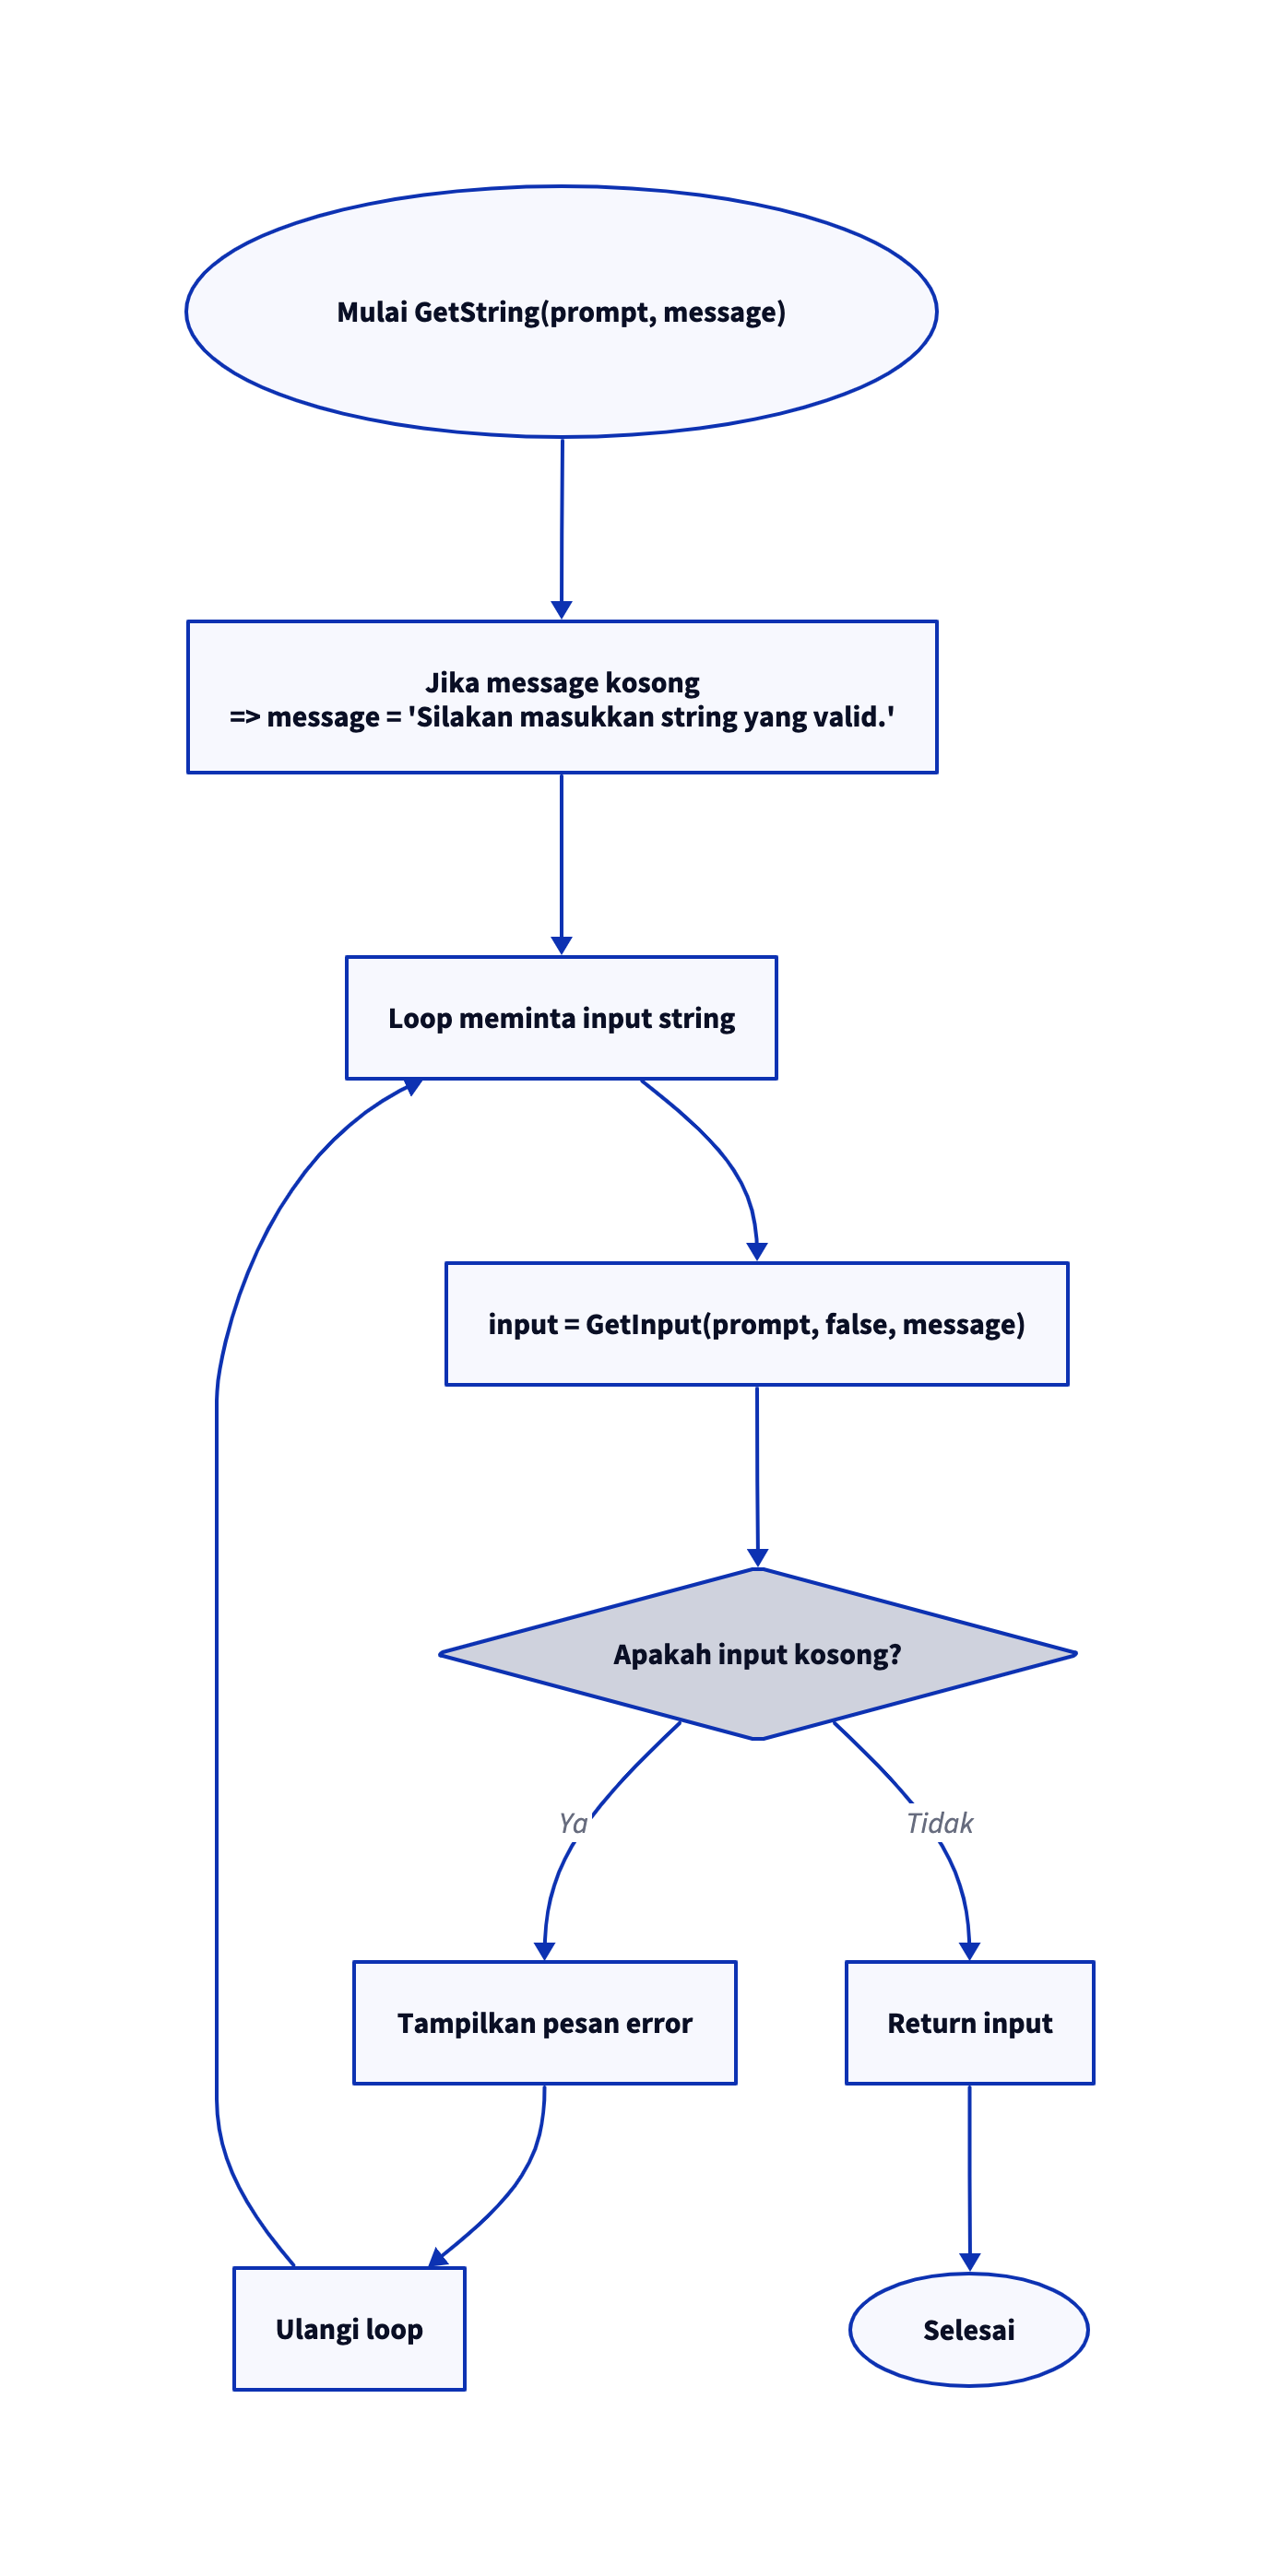 Mulai GetString(prompt, message)
Jika message kosong
=> message = 'Silakan masukkan string yang valid.'
Loop meminta input string
input = GetInput(prompt, false, message)
Apakah input kosong?
Ya
Tidak
Tampilkan pesan error
Return input
Ulangi loop
Selesai